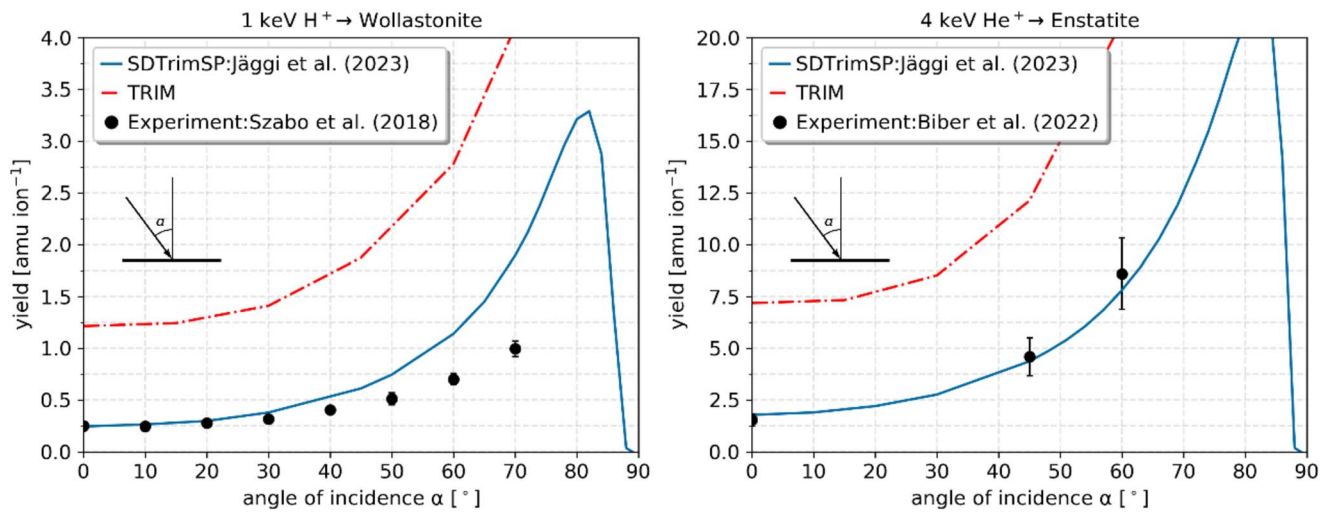 1 keV H⁺→ Wollastonite
4.0
3.5
3.0
2.5
2.0
1.5
1.0
0.5
0.0
yield [amu ion⁻¹]
SDTrimSP:Jäggi et al. (2023)
TRIM
Experiment:Szabo et al. (2018)
α
0 10 20 30 40 50 60 70 80 90
angle of incidence α [°]
4 keV He⁺→ Enstatite
20.0
17.5
15.0
12.5
10.0
7.5
5.0
2.5
0.0
yield [amu ion⁻¹]
SDTrimSP:Jäggi et al. (2023)
TRIM
Experiment:Biber et al. (2022)
α
0 10 20 30 40 50 60 70 80 90
angle of incidence α [°]